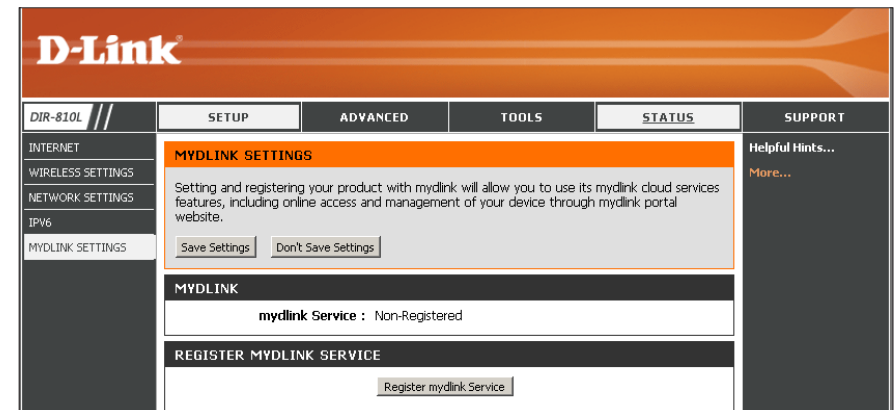 D-Link
DIR-810L
SETUP
ADVANCED
TOOLS
STATUS
SUPPORT
INTERNET
WIRELESS SETTINGS
NETWORK SETTINGS
IPV6
MYDLINK SETTINGS
MYDLINK SETTINGS
Setting and registering your product with mydlink will allow you to use its mydlink cloud services
features, including online access and management of your device through mydlink portal
website.
Save Settings
Don't Save Settings
MYDLINK
mydlink Service : Non-Registered
REGISTER MYDLINK SERVICE
Register mydlink Service
Helpful Hints...
More...